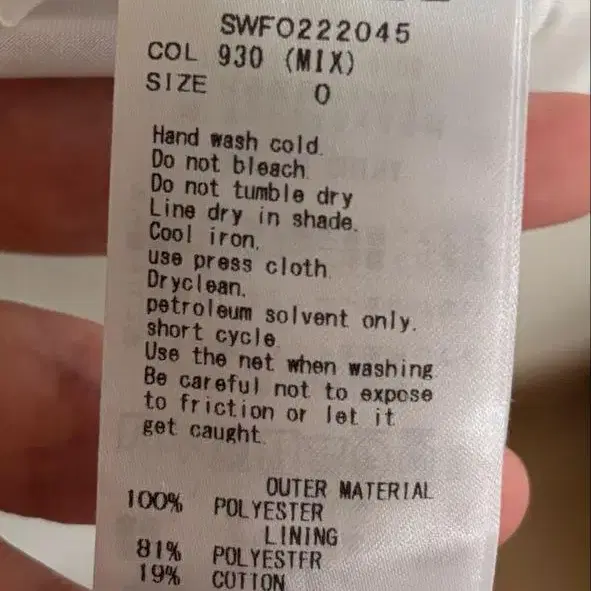 SWFO222045
COL 930 (MIX)
SIZE 0
Hand wash cold.
Do not bleach.
Do not tumble dry
Line dry in shade.
Cool iron.
use press cloth
Dryclean.
petroleum solvent only.
short cycle
Use the net when washing
Be careful not to expose
to friction or let it
get caught.
OUTER MATERIAL
100% POLYESTER
LINING
81% POLYESTER
19% COTTON